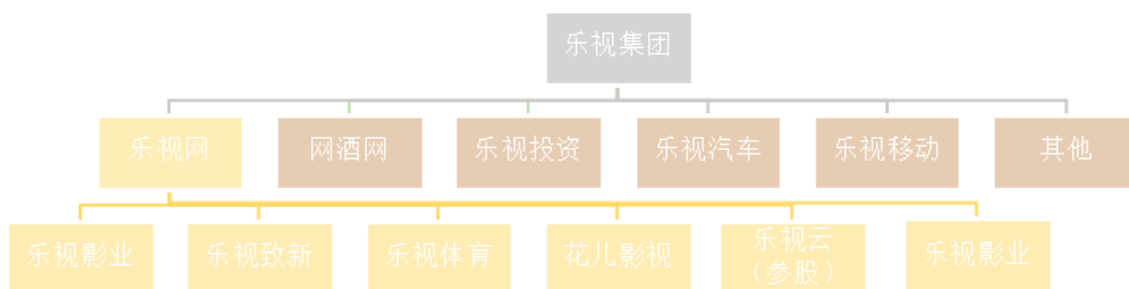 乐视集团
乐视网
网酒网
乐视投资
乐视汽车
乐视移动
其他
乐视影业
乐视致新
乐视体育
花儿影视
乐视云
（参股）
乐视影业